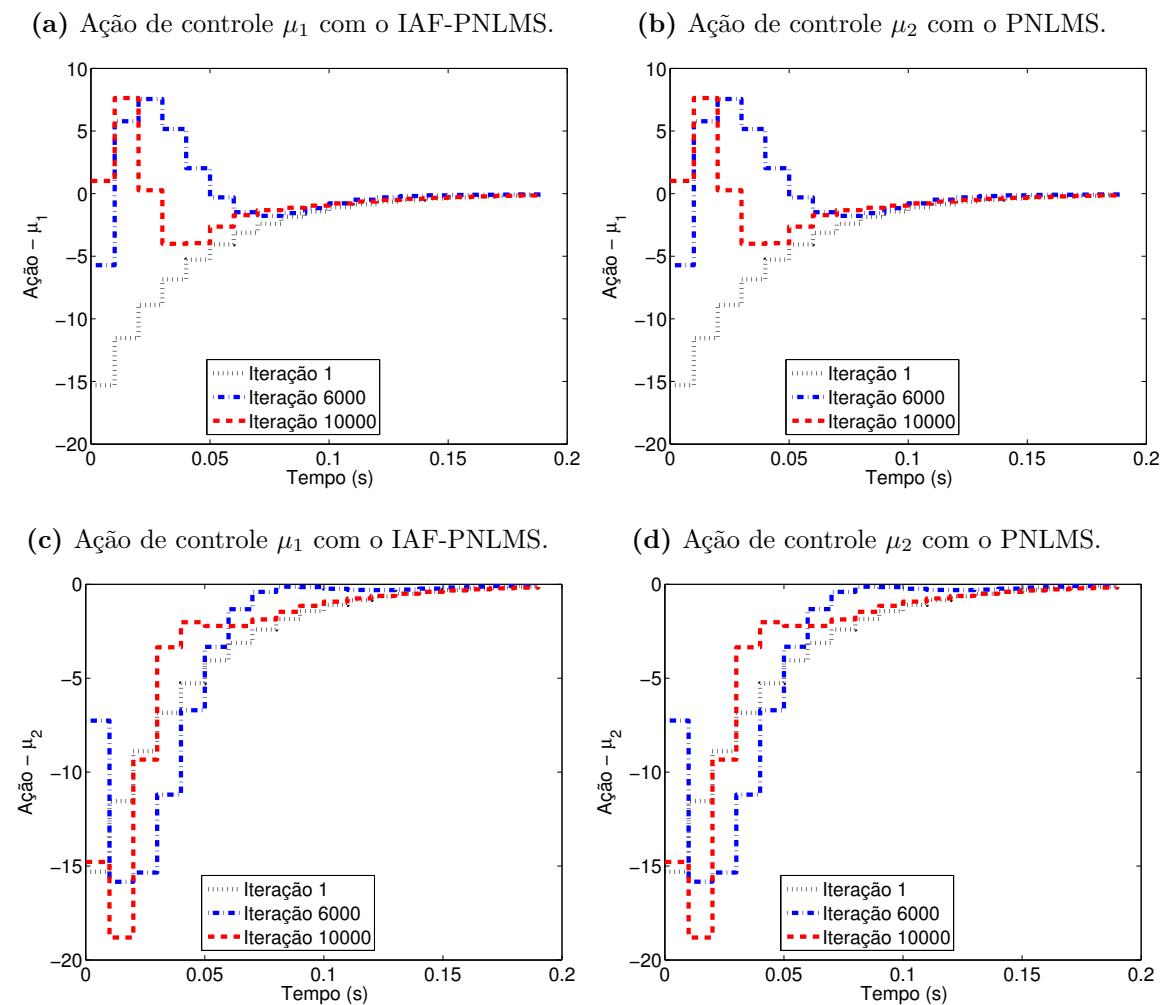 (a) Ação de controle μ1 com o IAF-PNLMS.
10
5
0
−5
−10
−15
−20
Ação − μ1
Iteração 1
Iteração 6000
Iteração 10000
0 0.05 0.1 0.15 0.2
Tempo (s)
(b) Ação de controle μ2 com o PNLMS.
10
5
0
−5
−10
−15
−20
Ação − μ1
Iteração 1
Iteração 6000
Iteração 10000
0 0.05 0.1 0.15 0.2
Tempo (s)
(c) Ação de controle μ1 com o IAF-PNLMS.
0
−5
−10
−15
−20
Ação − μ2
Iteração 1
Iteração 6000
Iteração 10000
0 0.05 0.1 0.15 0.2
Tempo (s)
(d) Ação de controle μ2 com o PNLMS.
0
−5
−10
−15
−20
Ação − μ2
Iteração 1
Iteração 6000
Iteração 10000
0 0.05 0.1 0.15 0.2
Tempo (s)